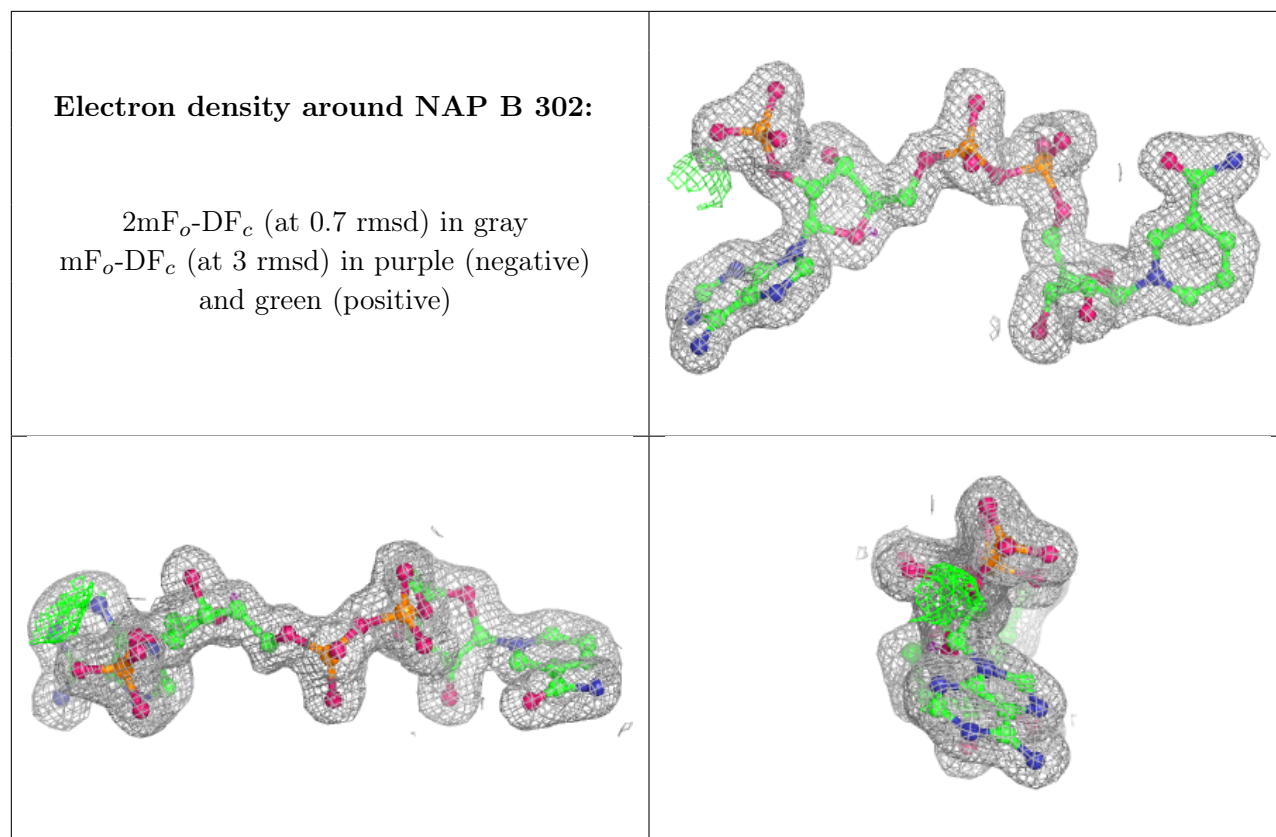 Electron density around NAP B 302:
2mFo-DFc (at 0.7 rmsd) in gray
mFo-DFc (at 3 rmsd) in purple (negative)
and green (positive)